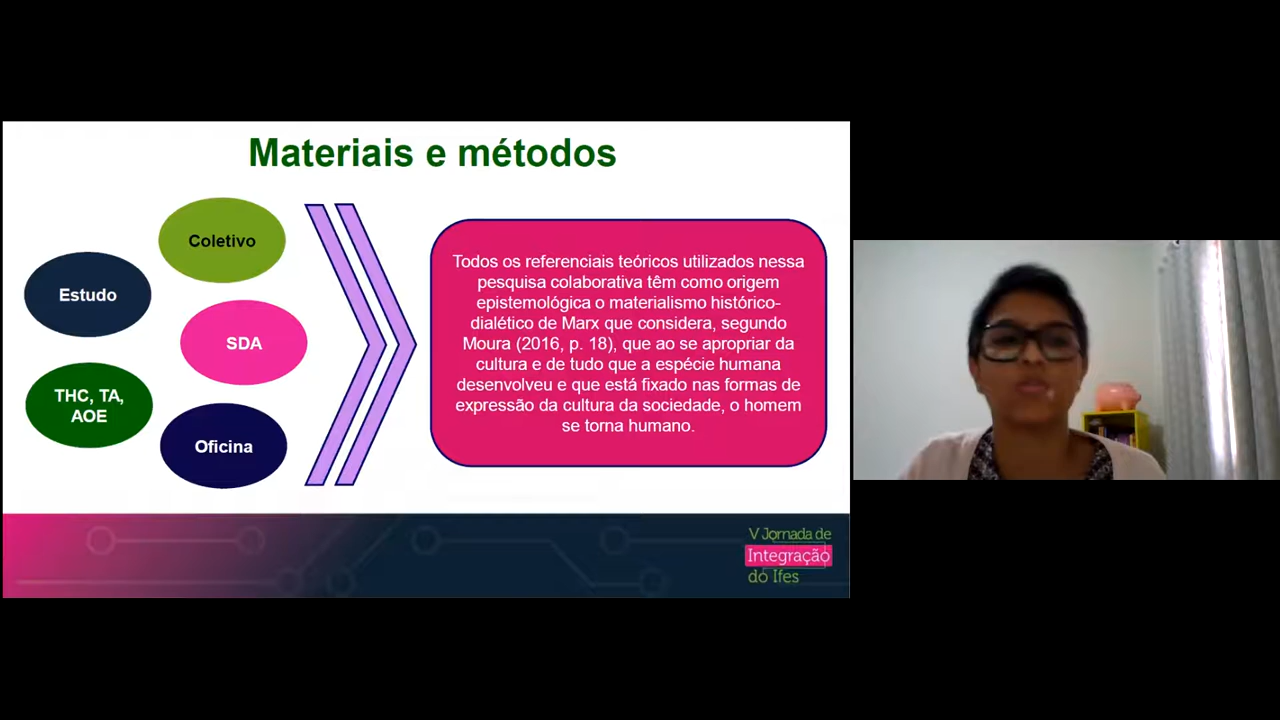 Materiais e métodos
Coletivo
Estudo
SDA
THC, TA,
AOE
Oficina
Todos os referenciais teóricos utilizados nessa
pesquisa colaborativa têm como origem
epistemológica o materialismo histórico-
dialético de Marx que considera, segundo
Moura (2016, p. 18), que ao se apropriar da
cultura e de tudo que a espécie humana
desenvolveu e que está fixado nas formas de
expressão da cultura da sociedade, o homem
se torna humano.
V Jornada de
Integração
do Ifes